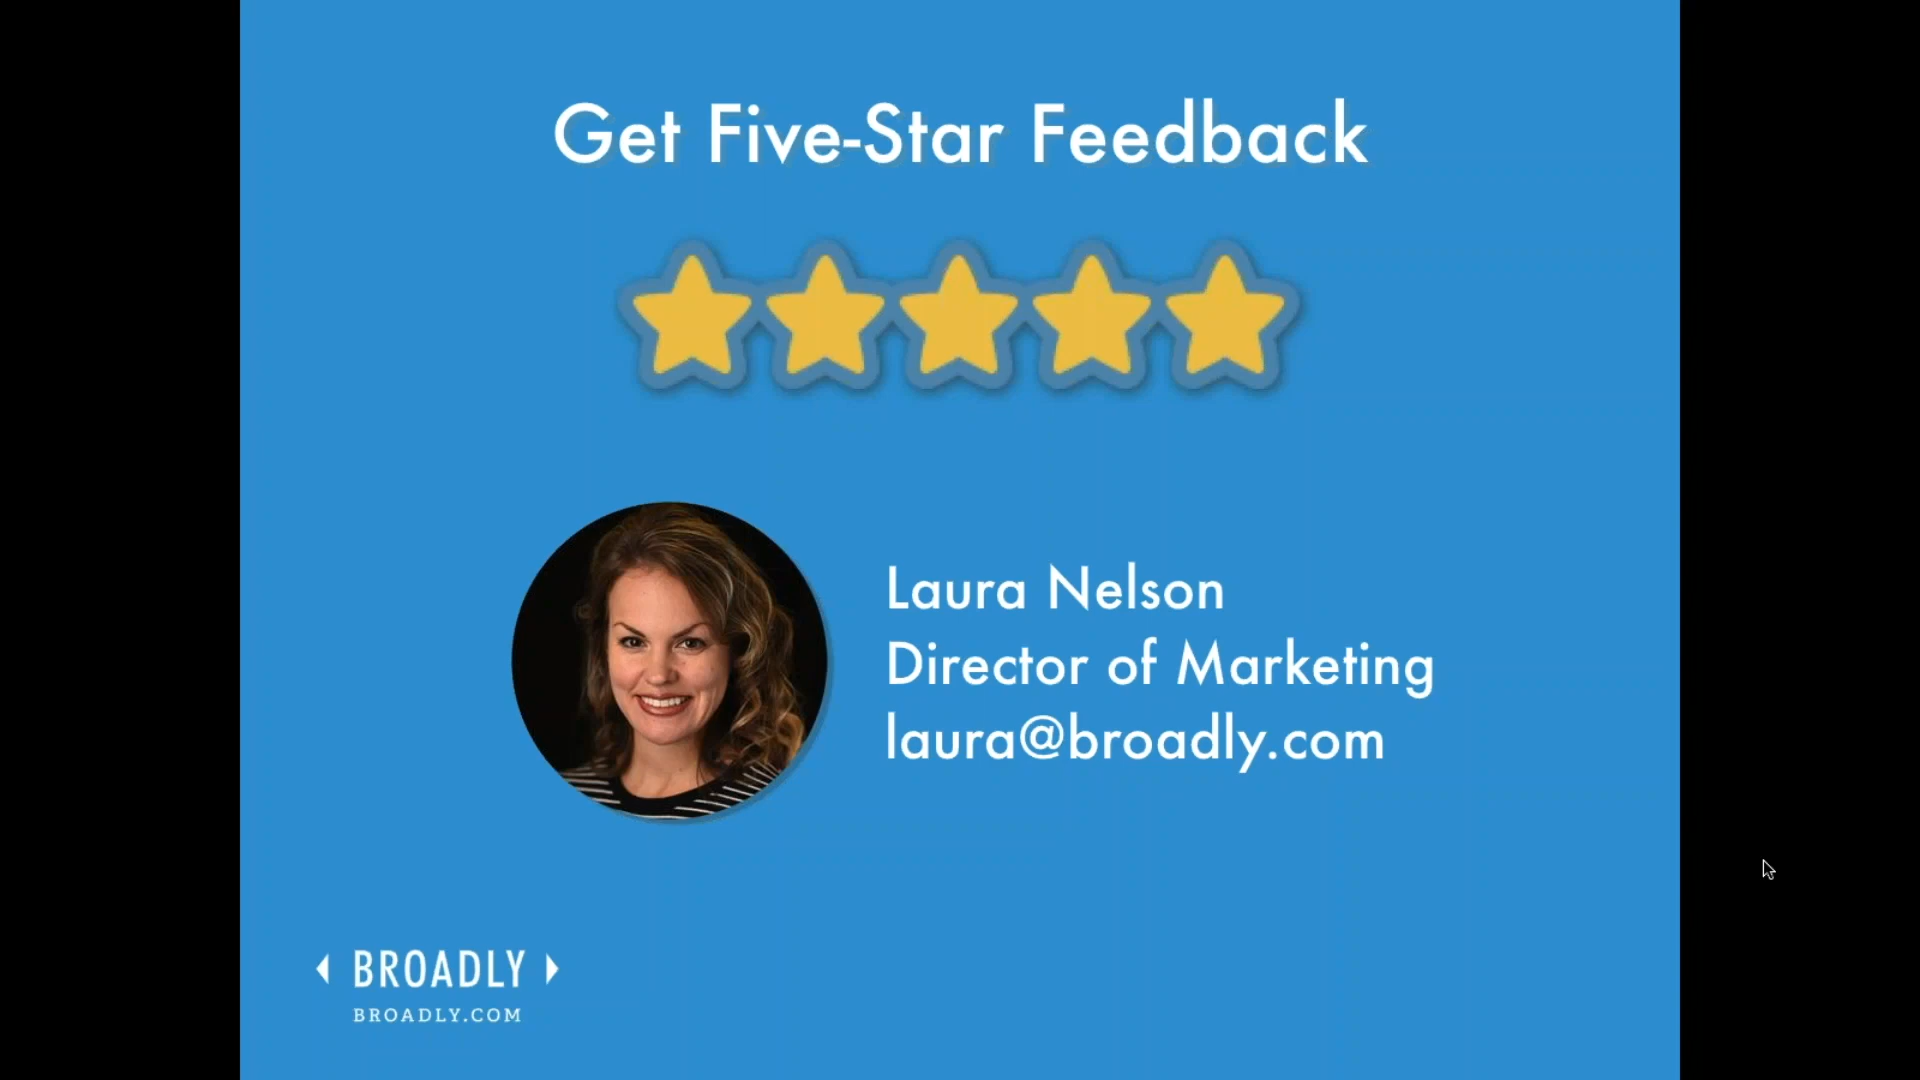 Get Five-Star Feedback
Laura Nelson
Director of Marketing
laura@broadly.com
BROADLY
BROADLY.COM